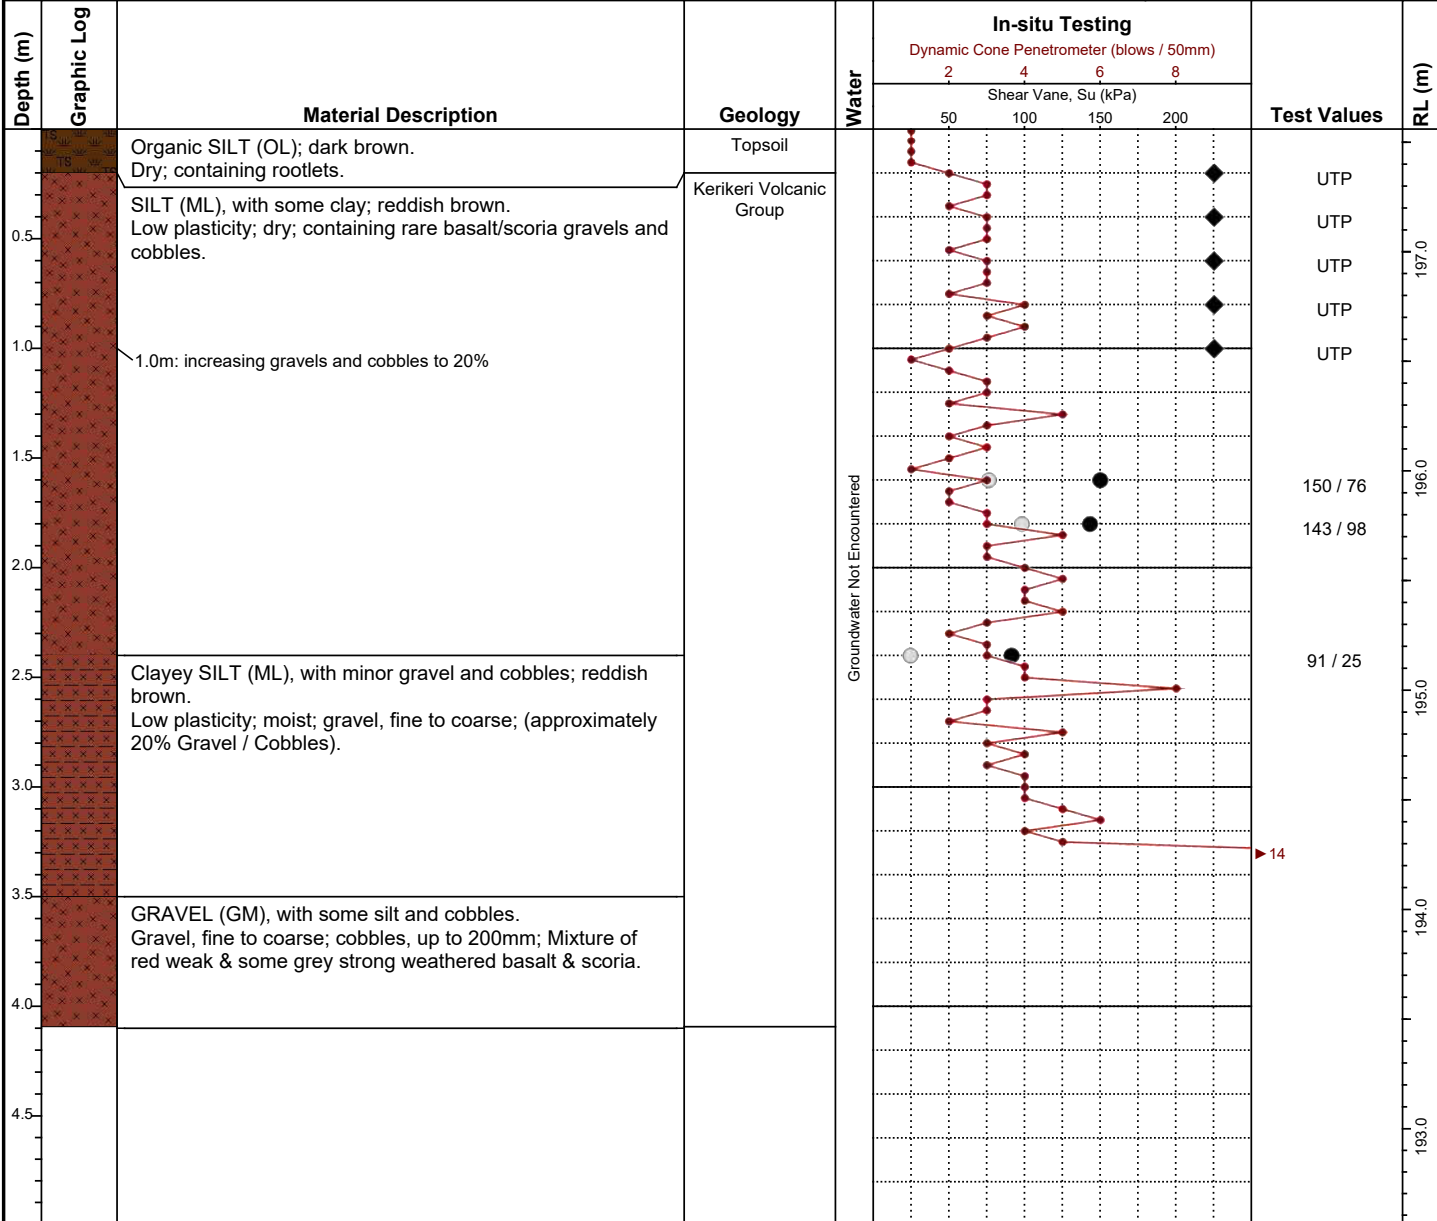 Depth (m)
Graphic Log
Material Description
Geology
Water
In-situ Testing
Dynamic Cone Penetrometer (blows / 50mm)
2 4 6 8
Shear Vane, Su (kPa)
50 100 150 200
Test Values
RL (m)
TS
TS
TS
Organic SILT (OL); dark brown.
Dry; containing rootlets.
Topsoil
SILT (ML), with some clay; reddish brown.
Low plasticity; dry; containing rare basalt/scoria gravels and
cobbles.
Kerikeri Volcanic
Group
1.0m: increasing gravels and cobbles to 20%
Clayey SILT (ML), with minor gravel and cobbles; reddish
brown.
Low plasticity; moist; gravel, fine to coarse; (approximately
20% Gravel / Cobbles).
GRAVEL (GM), with some silt and cobbles.
Gravel, fine to coarse; cobbles, up to 200mm; Mixture of
red weak & some grey strong weathered basalt & scoria.
0.5
1.0
1.5
2.0
2.5
3.0
3.5
4.0
4.5
Groundwater Not Encountered
14
UTP
UTP
UTP
UTP
UTP
150 / 76
143 / 98
91 / 25
197.0
196.0
195.0
194.0
193.0